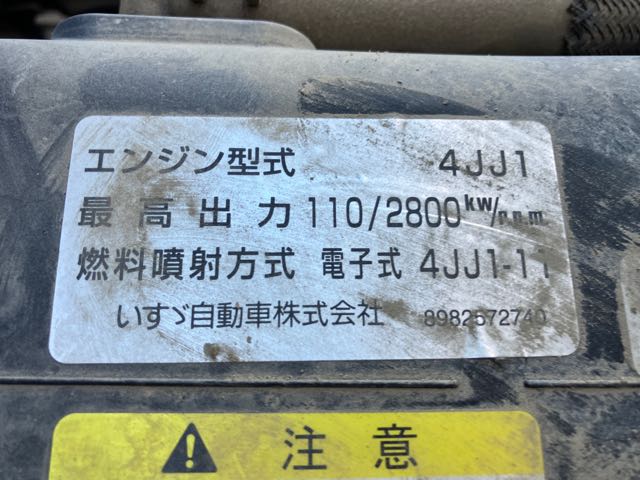 エンジン型式 4JJ1
最高出力 110/2800kw/r.p.m
燃料噴射方式 電子式 4JJ1-11
いすゞ自動車株式会社 8982572740
注意